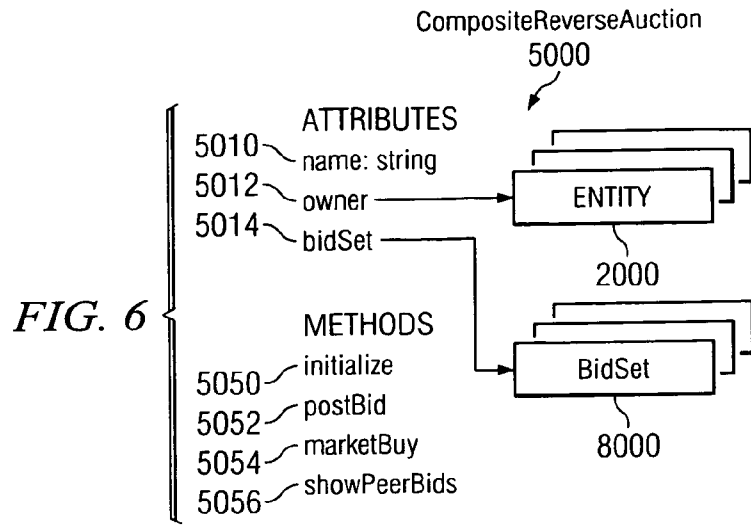 CompositeReverseAuction
5000
ATTRIBUTES
5010 name: string
5012 owner
ENTITY
5014 bidSet
2000
FIG. 6
METHODS
5050 initialize
BidSet
5052 postBid
5054 marketBuy
8000
5056 showPeerBids